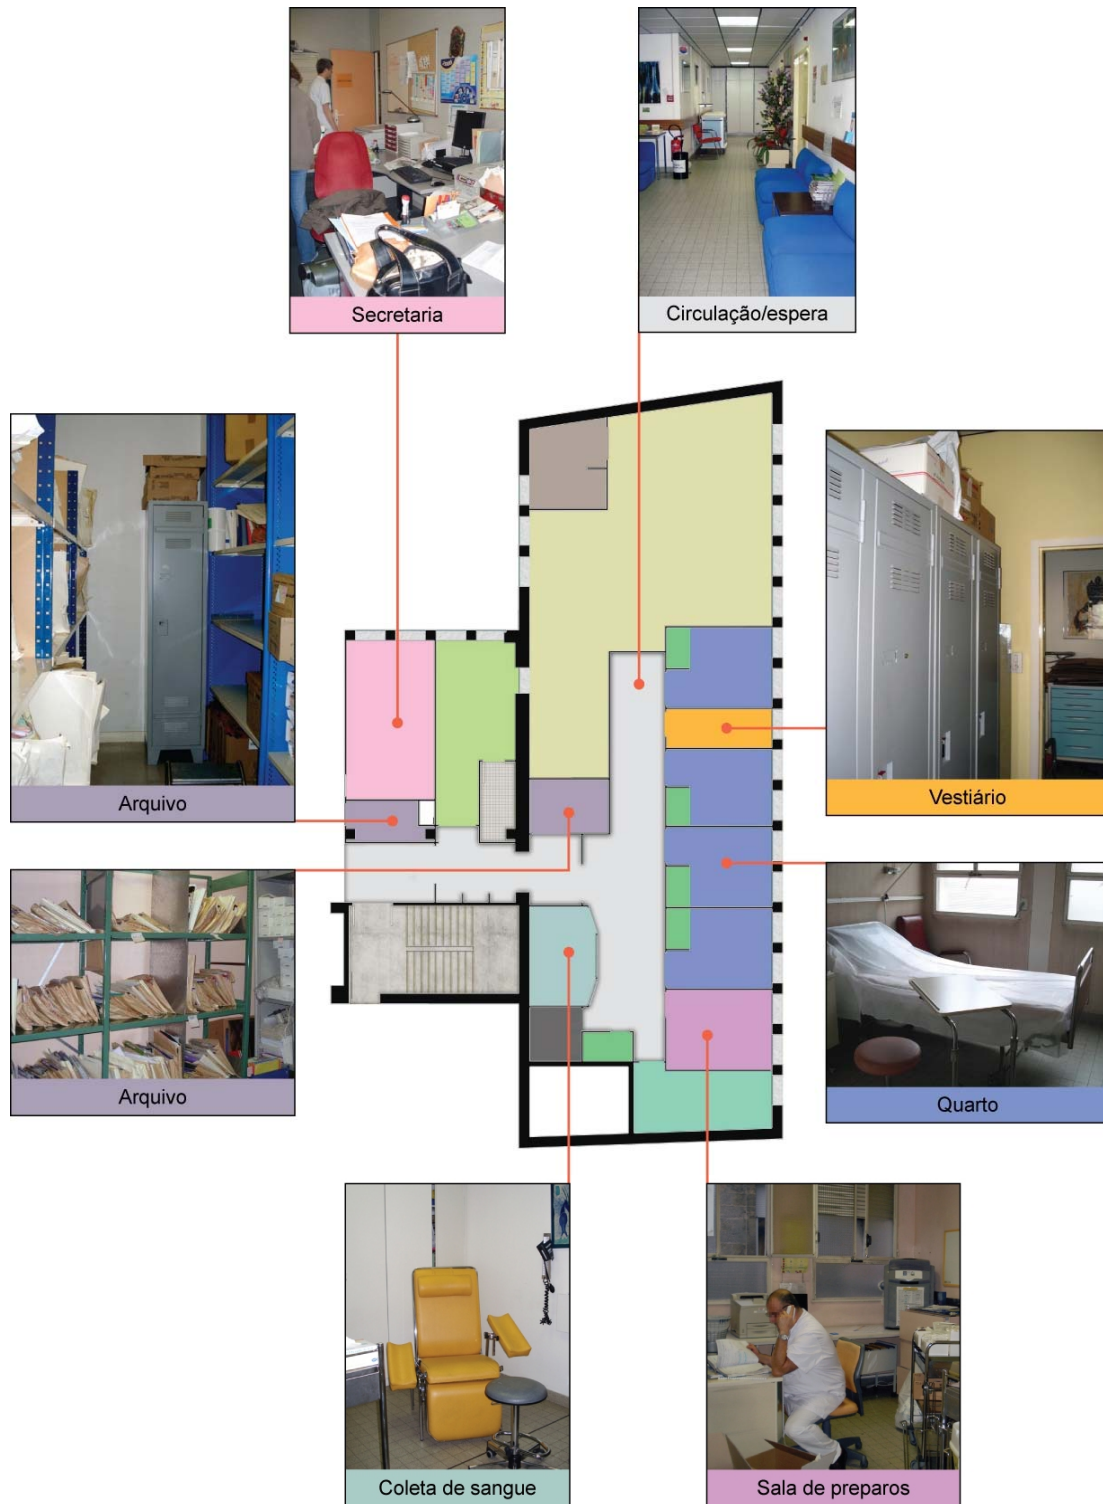 Secretaria
Circulação/espera
Arquivo
Vestiário
Arquivo
Quarto
Coleta de sangue
Sala de preparos